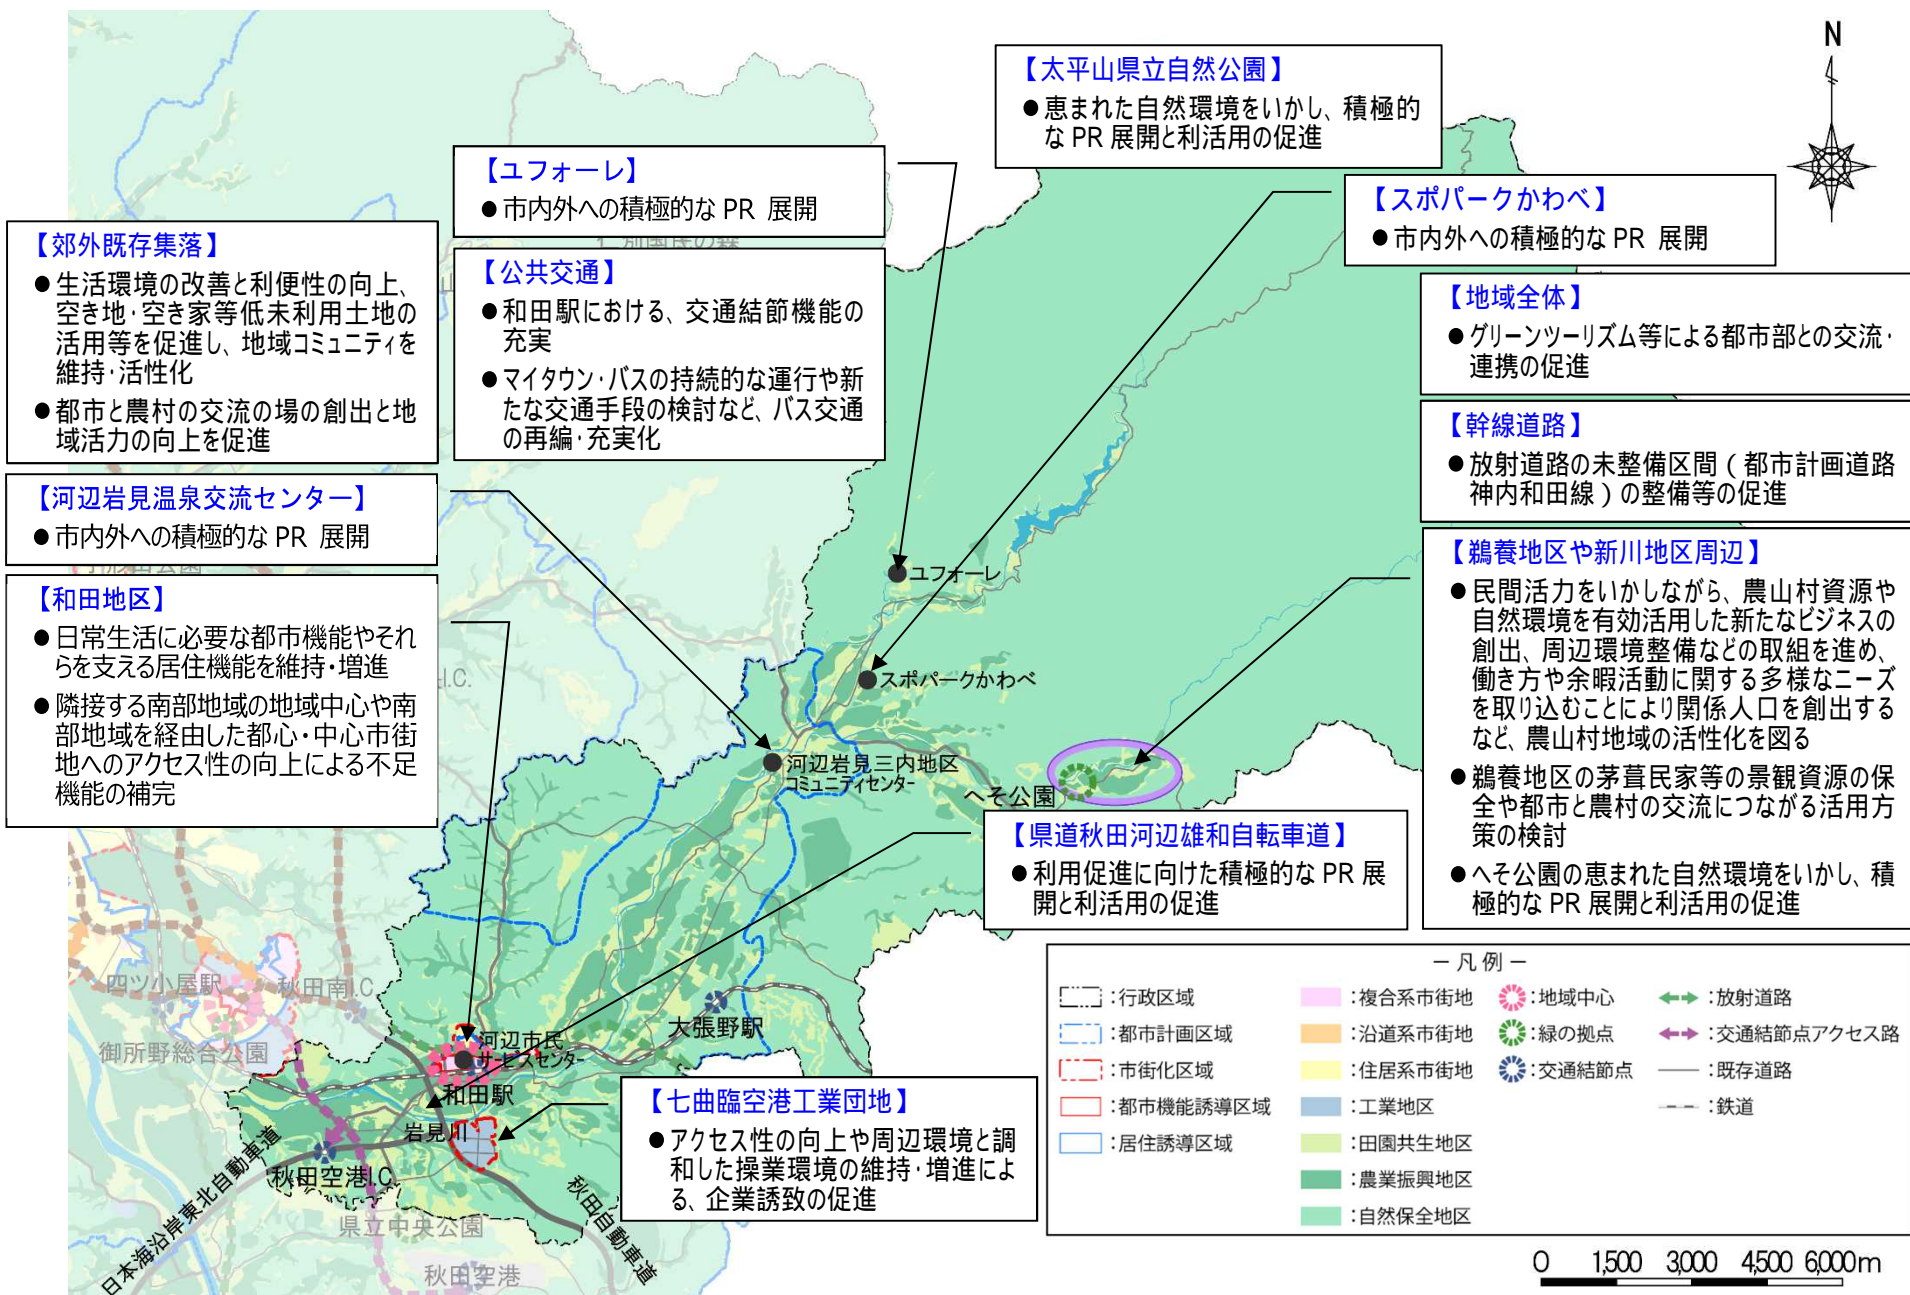 N
【太平山県立自然公園】
●恵まれた自然環境をいかし、積極的
な PR 展開と利活用の促進
【ユフォーレ】
●市内外への積極的な PR 展開
【スポパークかわべ】
●市内外への積極的な PR 展開
【郊外既存集落】
●生活環境の改善と利便性の向上、
空き地・空き家等低未利用土地の
活用等を促進し、地域コミュニティを
維持・活性化
●都市と農村の交流の場の創出と地
域活力の向上を促進
【公共交通】
●和田駅における、交通結節機能の
充実
●マイタウン・バスの持続的な運行や新
たな交通手段の検討など、バス交通
の再編・充実化
【地域全体】
●グリーンツーリズム等による都市部との交流・
連携の促進
【幹線道路】
●放射道路の未整備区間（都市計画道路
神内和田線）の整備等の促進
【河辺岩見温泉交流センター】
●市内外への積極的な PR 展開
【鵜養地区や新川地区周辺】
●民間活力をいかしながら、農山村資源や
自然環境を有効活用した新たなビジネスの
創出、周辺環境整備などの取組を進め、
働き方や余暇活動に関する多様なニーズ
を取り込むことにより関係人口を創出する
など、農山村地域の活性化を図る
●鵜養地区の茅葺民家等の景観資源の保
全や都市と農村の交流につながる活用方
策の検討
●へそ公園の恵まれた自然環境をいかし、積
極的な PR 展開と利活用の促進
【和田地区】
●日常生活に必要な都市機能やそれ
らを支える居住機能を維持・増進
●隣接する南部地域の地域中心や南
部地域を経由した都心・中心市街
地へのアクセス性の向上による不足
機能の補完
ユフォーレ
スポパークかわべ
河辺岩見三内地区
コミュニティセンター
へそ公園
【県道秋田河辺雄和自転車道】
●利用促進に向けた積極的な PR 展
開と利活用の促進
四ツ小屋駅
秋田南I.C.
御所野総合公園
大張野駅
河辺市民
サービスセンター
和田駅
岩見川
【七曲臨空港工業団地】
●アクセス性の向上や周辺環境と調
和した操業環境の維持・増進によ
る、企業誘致の促進
秋田空港I.C.
日本海沿岸東北自動車道
県立中央公園
秋田空港
秋田自動車道
－凡例－
：行政区域
：都市計画区域
：市街化区域
：都市機能誘導区域
：居住誘導区域
：複合系市街地
：沿道系市街地
：住居系市街地
：工業地区
：田園共生地区
：農業振興地区
：自然保全地区
：地域中心
：緑の拠点
：交通結節点
：放射道路
：交通結節点アクセス路
：既存道路
：鉄道
0 1,500 3,000 4,500 6,000m